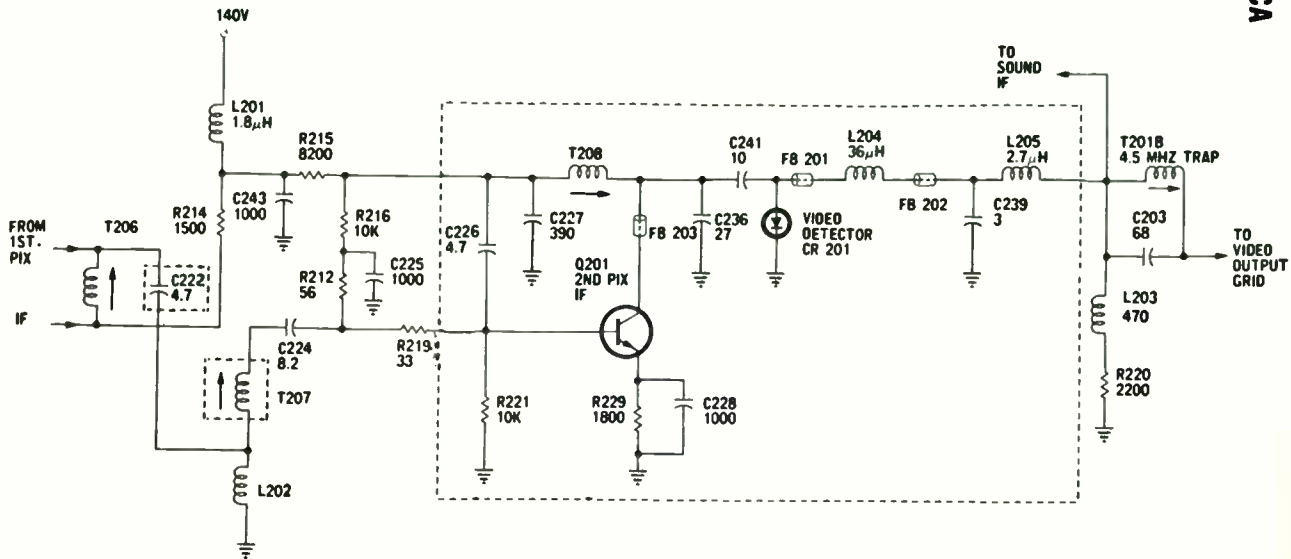 140V
CA
TO
SOUND
IF
L201
1.8µH
R215
8200
T208
C241
10
FB 201
L204
36µH
L205
2.7µH
T201B
4.5 MHZ TRAP
FROM
1ST.
PIX
IF
T206
C222
4.7
R214
1500
C243
1000
R216
10K
C225
1000
R212
56
C226
4.7
C227
390
FB 203
C236
27
VIDEO
DETECTOR
CR 201
FB 202
C239
3
C203
68
TO
VIDEO
OUTPUT
GRID
Q201
2ND PIX
IF
C224
8.2
T207
R219
33
L203
470
R221
10K
R229
1800
C228
1000
R220
2200
L202